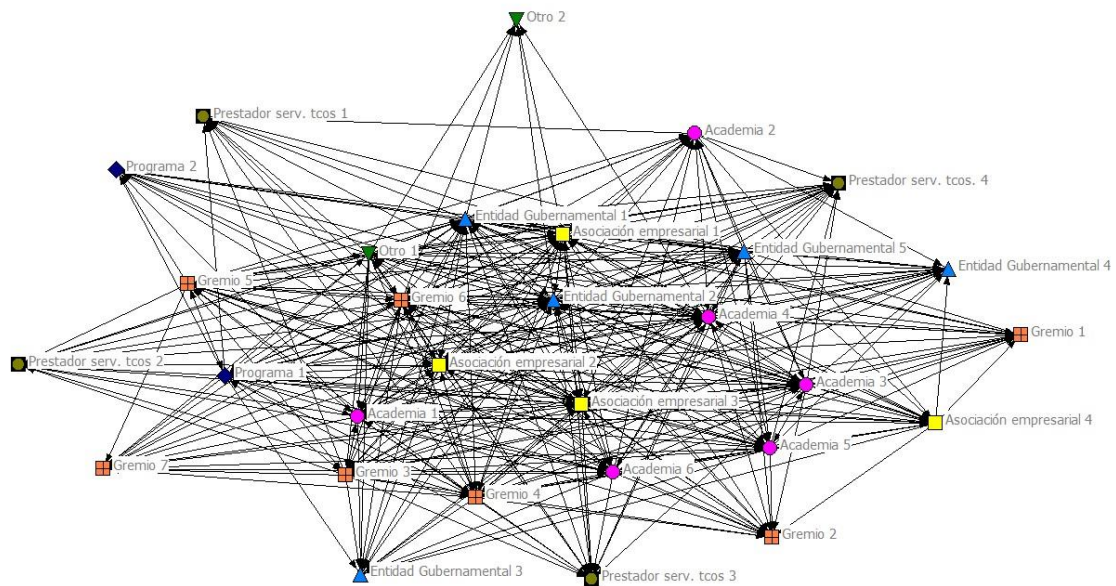 Otro 2
Prestador serv. tcos 1
Academia 2
Programa 2
Prestador serv. tcos. 4
Entidad Gubernamental 1
Asociación empresarial 1
Otro 1
Entidad Gubernamental 5
Entidad Gubernamental 4
Gremio 5
Gremio 6
Entidad Gubernamental 2
Academia 4
Gremio 1
Prestador serv. tcos 2
Programa 1
Asociación empresarial 2
Academia 3
Asociación empresarial 3
Academia 1
Asociación empresarial 4
Academia 5
Gremio 7
Gremio 3
Academia 6
Gremio 4
Gremio 2
Entidad Gubernamental 3
Prestador serv. tcos 3